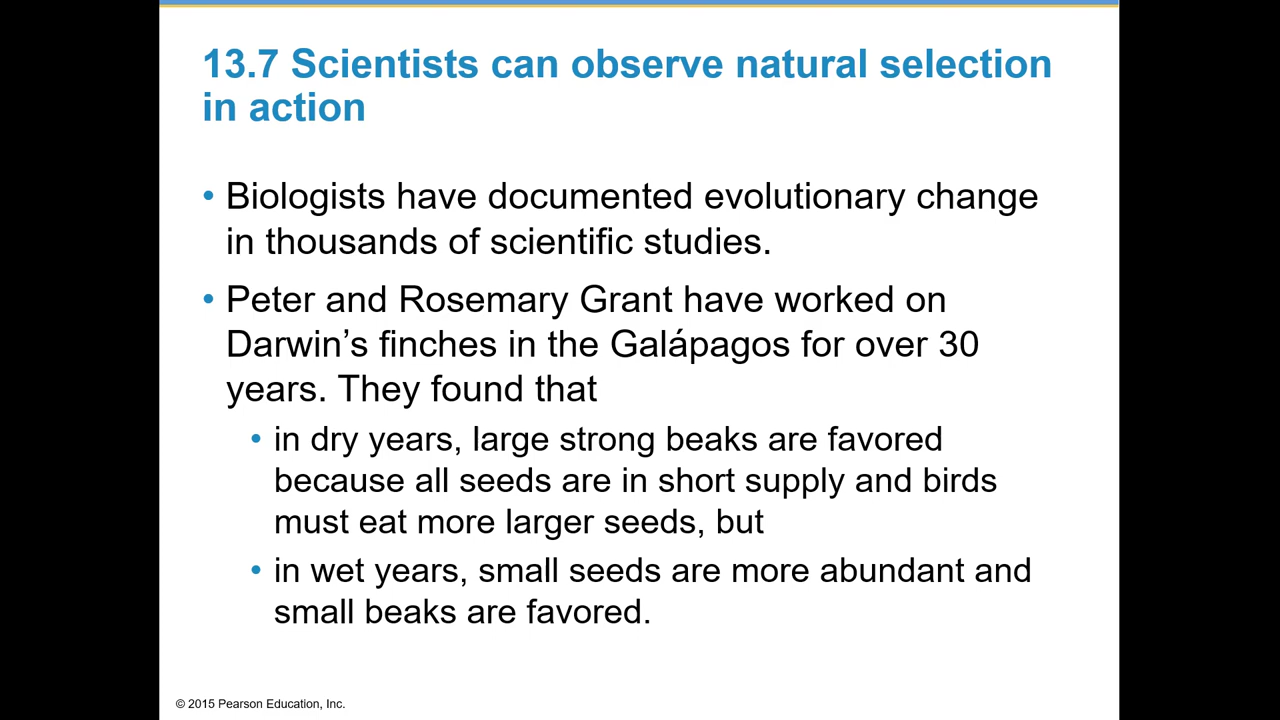 13.7 Scientists can observe natural selection
in action
• Biologists have documented evolutionary change
in thousands of scientific studies.
• Peter and Rosemary Grant have worked on
Darwin’s finches in the Galápagos for over 30
years. They found that
• in dry years, large strong beaks are favored
because all seeds are in short supply and birds
must eat more larger seeds, but
• in wet years, small seeds are more abundant and
small beaks are favored.
© 2015 Pearson Education, Inc.